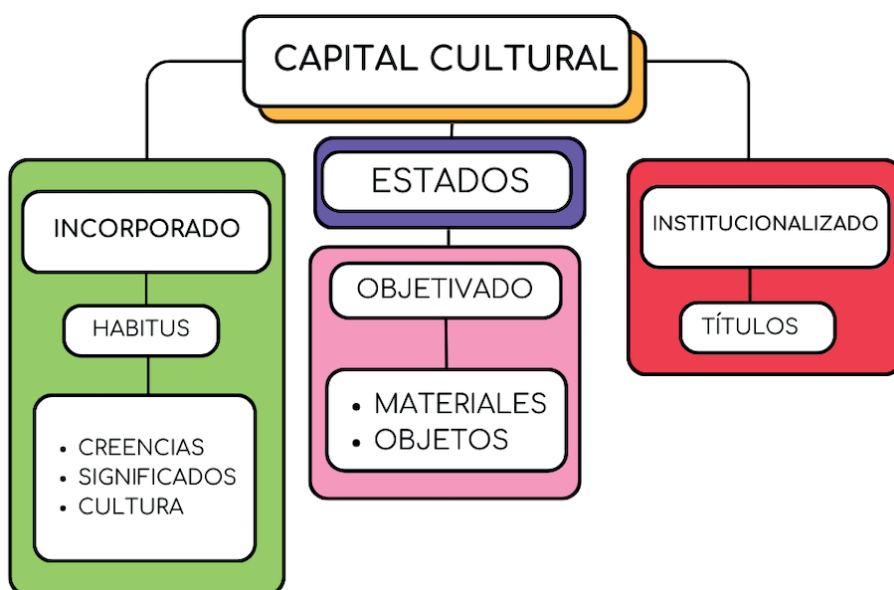 CAPITAL CULTURAL
ESTADOS
INCORPORADO
HABITUS
• CREENCIAS
• SIGNIFICADOS
• CULTURA
OBJETIVADO
• MATERIALES
• OBJETOS
INSTITUCIONALIZADO
TÍTULOS